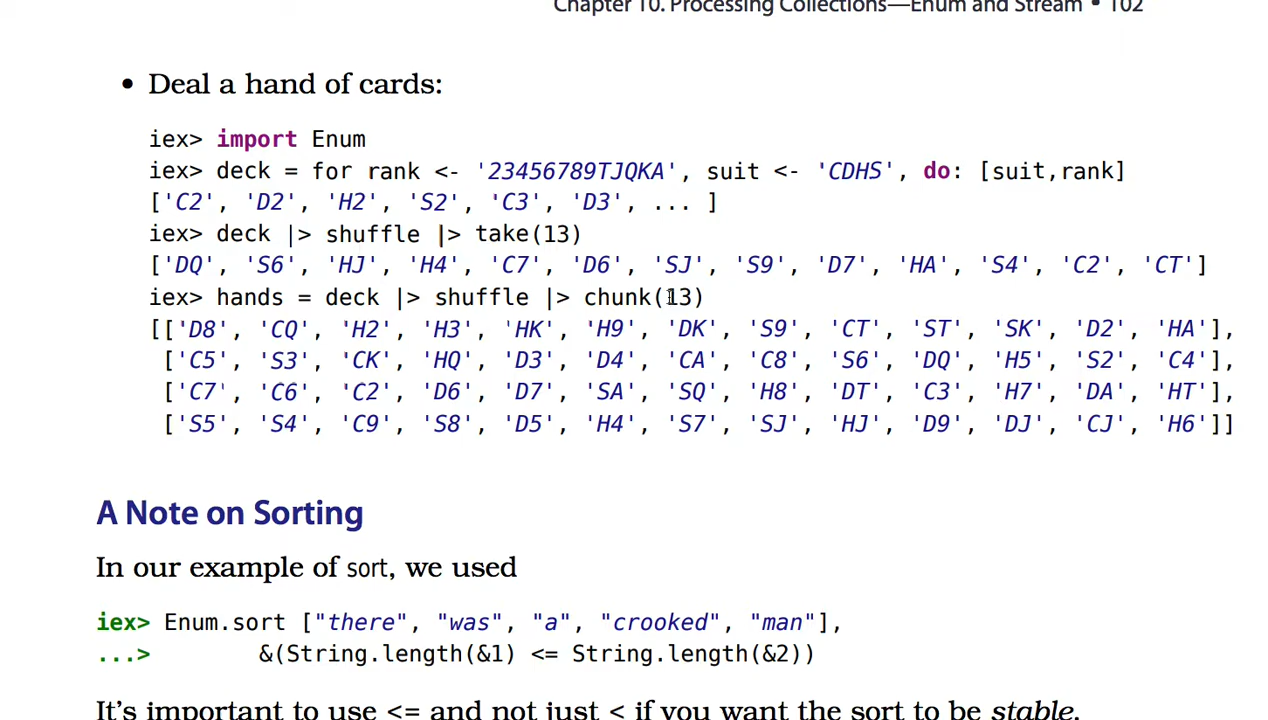 Chapter 10. Processing Collections—Enum and Stream • 102
• Deal a hand of cards:
iex> import Enum
iex> deck = for rank <- '23456789TJQKA', suit <- 'CDHS', do: [suit,rank]
['C2', 'D2', 'H2', 'S2', 'C3', 'D3', ... ]
iex> deck |> shuffle |> take(13)
['DQ', 'S6', 'HJ', 'H4', 'C7', 'D6', 'SJ', 'S9', 'D7', 'HA', 'S4', 'C2', 'CT']
iex> hands = deck |> shuffle |> chunk(13)
[['D8', 'CQ', 'H2', 'H3', 'HK', 'H9', 'DK', 'S9', 'CT', 'ST', 'SK', 'D2', 'HA'],
['C5', 'S3', 'CK', 'HQ', 'D3', 'D4', 'CA', 'C8', 'S6', 'DQ', 'H5', 'S2', 'C4'],
['C7', 'C6', 'C2', 'D6', 'D7', 'SA', 'SQ', 'H8', 'DT', 'C3', 'H7', 'DA', 'HT'],
['S5', 'S4', 'C9', 'S8', 'D5', 'H4', 'S7', 'SJ', 'HJ', 'D9', 'DJ', 'CJ', 'H6']]
A Note on Sorting
In our example of sort, we used
iex> Enum.sort ["there", "was", "a", "crooked", "man"],
...> &(String.length(&1) <= String.length(&2))
It's important to use <= and not just < if you want the sort to be stable.